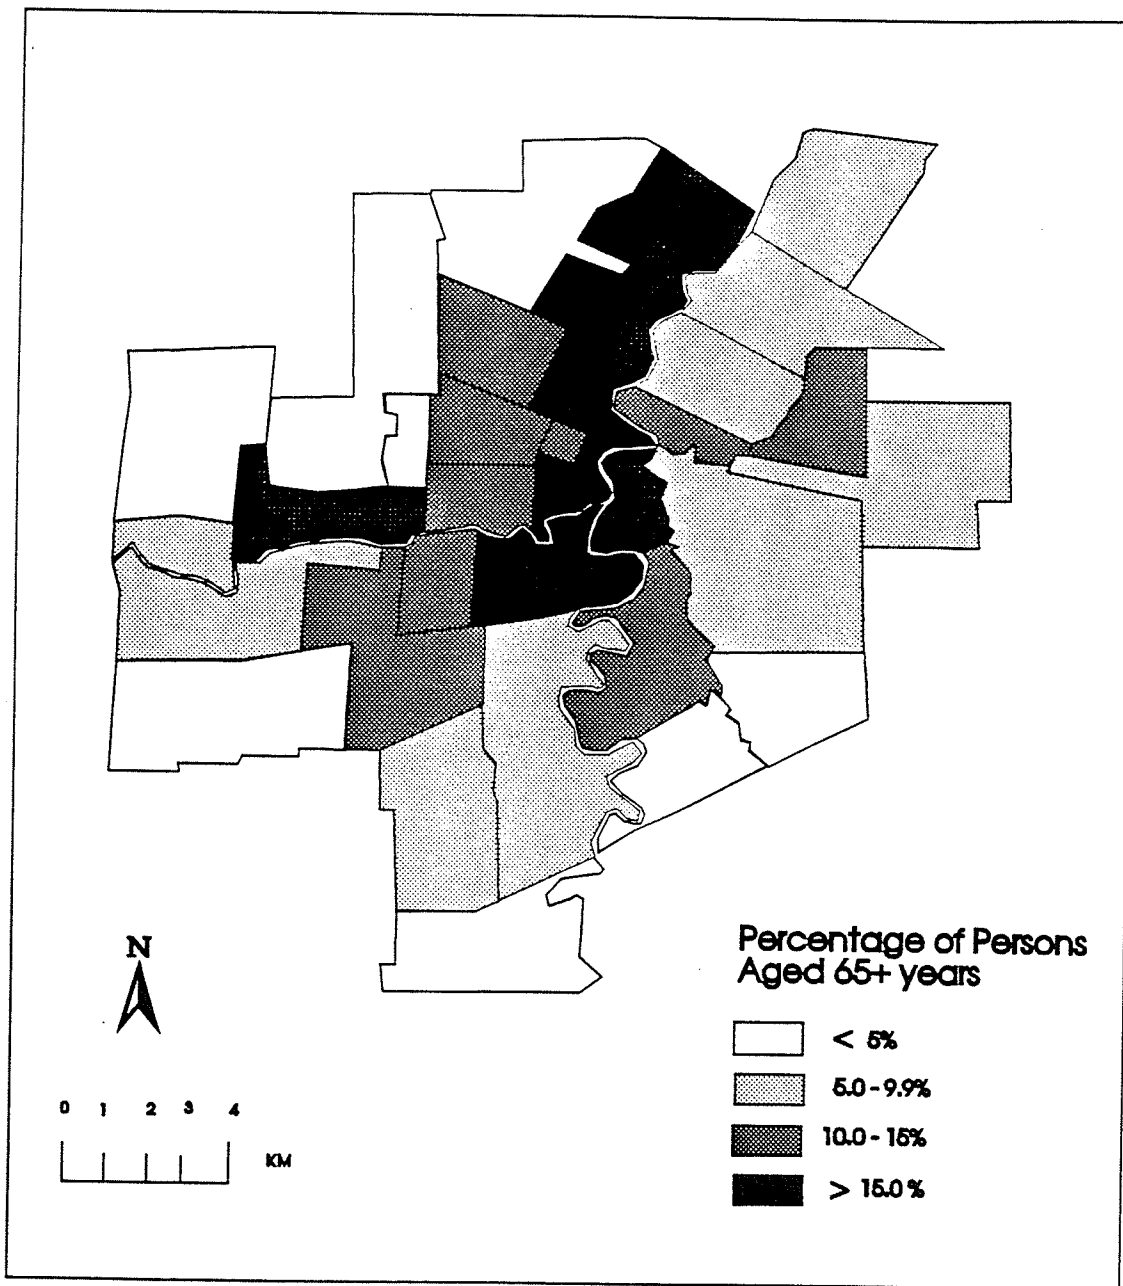 N
0 1 2 3 4
KM
Percentage of Persons
Aged 65+ years
< 5%
5.0 - 9.9%
10.0 - 15%
> 15.0 %